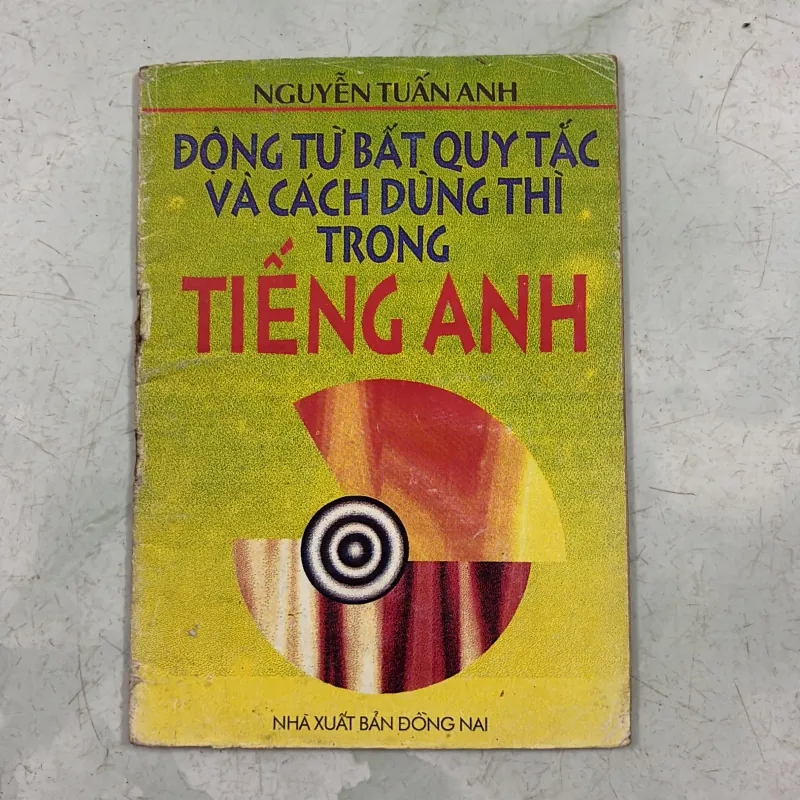 NGUYỄN TUẤN ANH
ĐỘNG TỪ BẤT QUY TẮC
VÀ CÁCH DÙNG THÌ
TRONG
TIẾNG ANH
NHÀ XUẤT BẢN ĐỒNG NAI